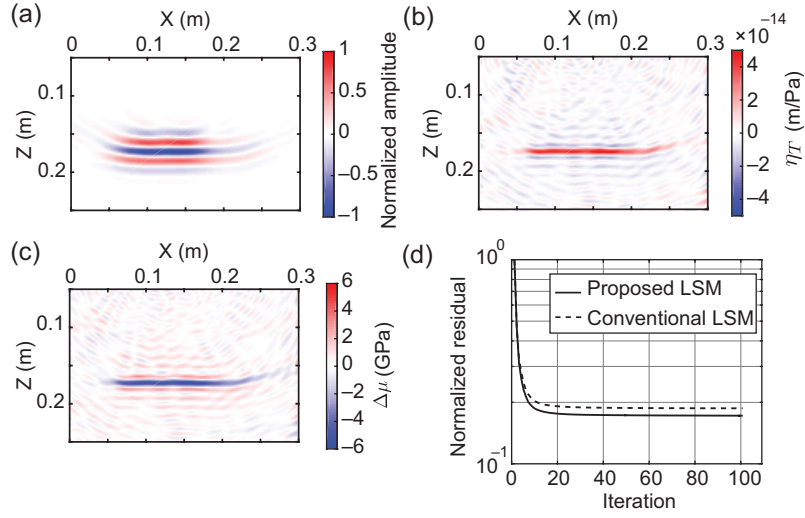 (a)
X (m)
0 0.1 0.2 0.3
Z (m)
0.1
0.2
1
0.5
0
−0.5
−1
Normalized amplitude
(b)
X (m)
0 0.1 0.2 0.3
Z (m)
0.1
0.2
×10⁻¹⁴
4
2
0
−2
−4
η_T (m/Pa)
(c)
X (m)
0 0.1 0.2 0.3
Z (m)
0.1
0.2
6
4
2
0
−2
−4
−6
Δμ (GPa)
(d)
Normalized residual
10⁰
10⁻¹
Proposed LSM
Conventional LSM
0 20 40 60 80 100
Iteration